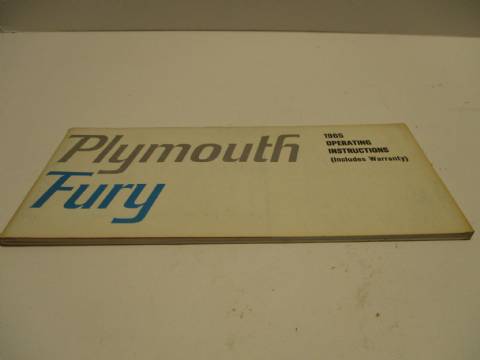 Plymouth
Fury
1965
OPERATING
INSTRUCTIONS
(Includes Warranty)